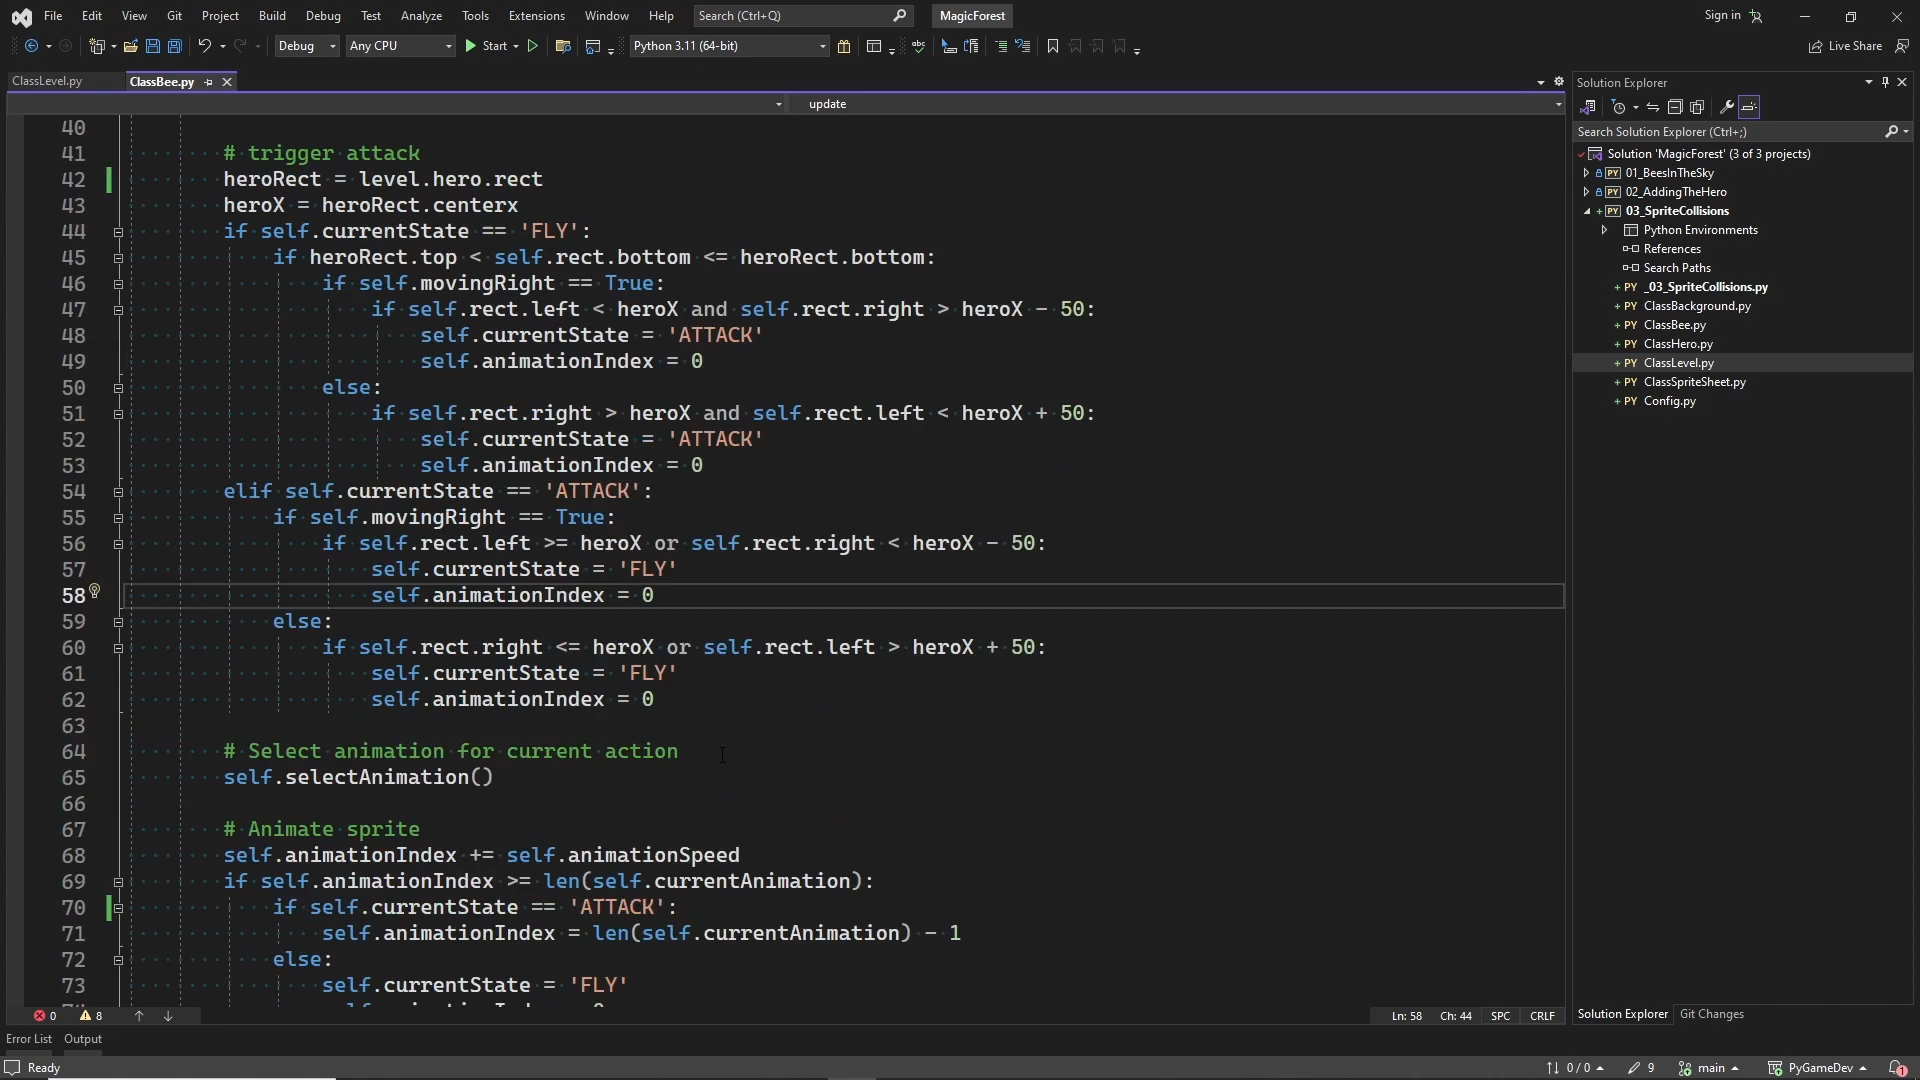 File Edit View Git Project Build Debug Test Analyze Tools Extensions Window Help Search (Ctrl+Q) MagicForest Sign in
Debug Any CPU Start Python 3.11 (64-bit) Live Share
ClassLevel.py ClassBee.py
update
40
41 # trigger attack
42 heroRect = level.hero.rect
43 heroX = heroRect.centerx
44 if self.currentState == 'FLY':
45 if heroRect.top < self.rect.bottom <= heroRect.bottom:
46 if self.movingRight == True:
47 if self.rect.left < heroX and self.rect.right > heroX - 50:
48 self.currentState = 'ATTACK'
49 self.animationIndex = 0
50 else:
51 if self.rect.right > heroX and self.rect.left < heroX + 50:
52 self.currentState = 'ATTACK'
53 self.animationIndex = 0
54 elif self.currentState == 'ATTACK':
55 if self.movingRight == True:
56 if self.rect.left >= heroX or self.rect.right < heroX - 50:
57 self.currentState = 'FLY'
58 self.animationIndex = 0
59 else:
60 if self.rect.right <= heroX or self.rect.left > heroX + 50:
61 self.currentState = 'FLY'
62 self.animationIndex = 0
63
64 # Select animation for current action
65 self.selectAnimation()
66
67 # Animate sprite
68 self.animationIndex += self.animationSpeed
69 if self.animationIndex >= len(self.currentAnimation):
70 if self.currentState == 'ATTACK':
71 self.animationIndex = len(self.currentAnimation) - 1
72 else:
73 self.currentState = 'FLY'
0 8 Ln: 58 Ch: 44 SPC CRLF
Error List Output
Ready 0 / 0 9 main PyGameDev 1
Solution Explorer
Search Solution Explorer (Ctrl+;)
Solution 'MagicForest' (3 of 3 projects)
PY 01_BeesInTheSky
PY 02_AddingTheHero
PY 03_SpriteCollisions
Python Environments
References
Search Paths
PY _03_SpriteCollisions.py
PY ClassBackground.py
PY ClassBee.py
PY ClassHero.py
PY ClassLevel.py
PY ClassSpriteSheet.py
PY Config.py
Solution Explorer Git Changes